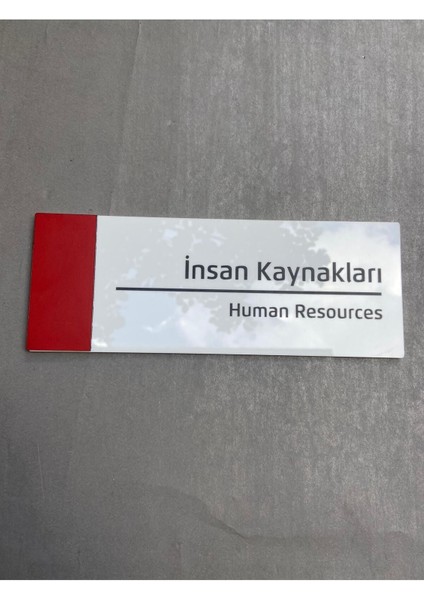 İnsan Kaynakları
Human Resources